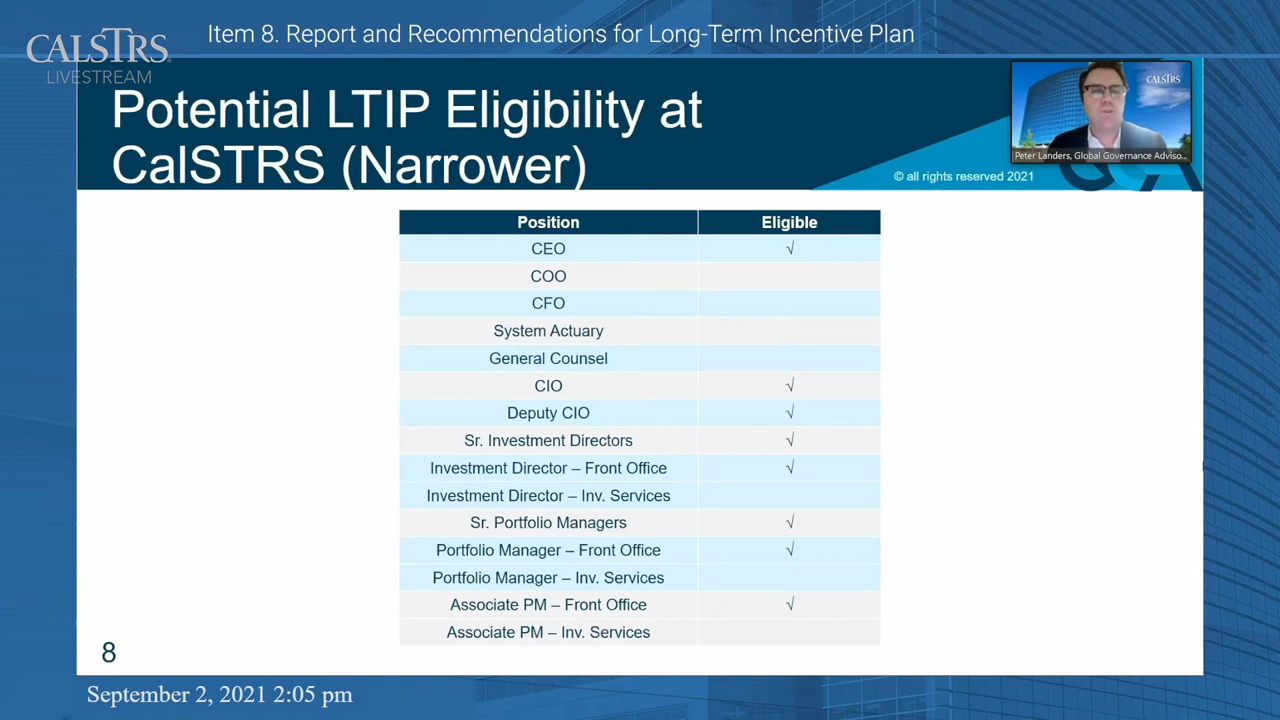 Item 8. Report and Recommendations for Long-Term Incentive Plan
CALSTRS
LIVESTREAM
Potential LTIP Eligibility at
CalSTRS (Narrower)
CALSTRS
Peter Landers, Global Governance Adviso...
© all rights reserved 2021
Position Eligible
CEO √
COO
CFO
System Actuary
General Counsel
CIO √
Deputy CIO √
Sr. Investment Directors √
Investment Director – Front Office √
Investment Director – Inv. Services
Sr. Portfolio Managers √
Portfolio Manager – Front Office √
Portfolio Manager – Inv. Services
Associate PM – Front Office √
Associate PM – Inv. Services
8
September 2, 2021 2:05 pm